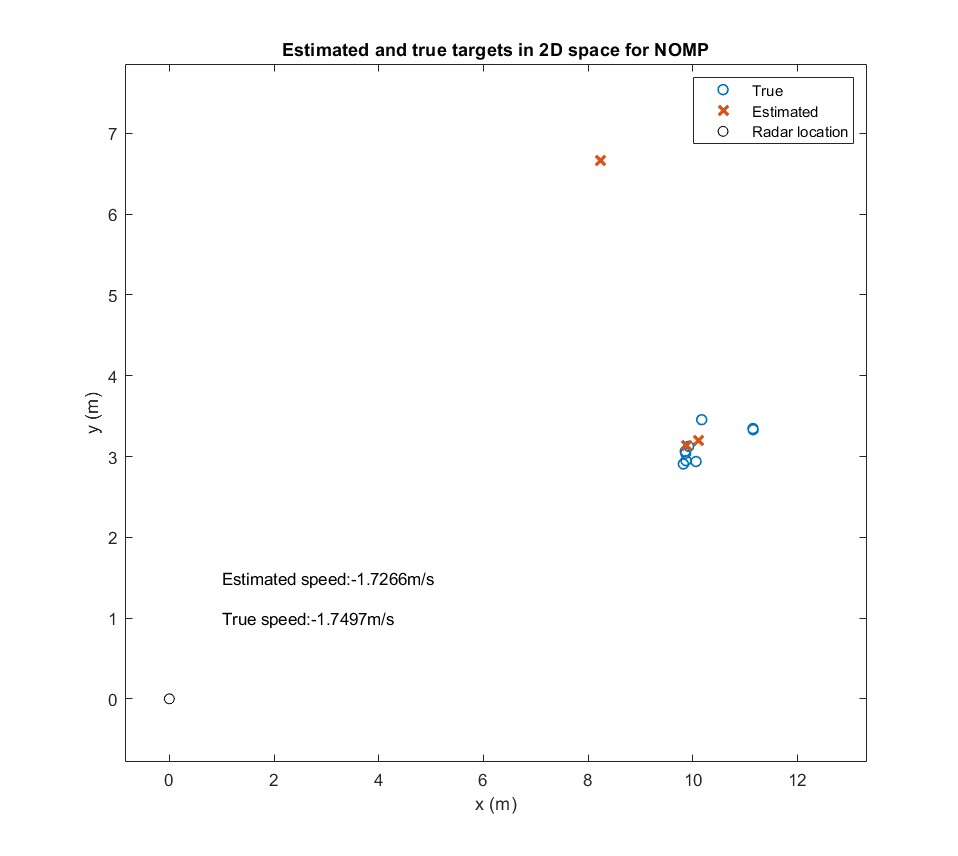 Estimated and true targets in 2D space for NOMP
True
Estimated
Radar location
7
6
5
4
3
2
1
0
y (m)
Estimated speed:-1.7266m/s
True speed:-1.7497m/s
0 2 4 6 8 10 12
x (m)